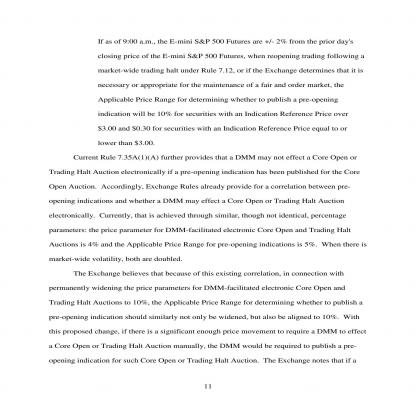 If as of 9:00 a.m., the E-mini S&P 500 Futures are +/- 2% from the prior day's
closing price of the E-mini S&P 500 Futures, when reopening trading following a
market-wide trading halt under Rule 7.12, or if the Exchange determines that it is
necessary or appropriate for the maintenance of a fair and order market, the
Applicable Price Range for determining whether to publish a pre-opening
indication will be 10% for securities with an Indication Reference Price over
$3.00 and $0.30 for securities with an Indication Reference Price equal to or
lower than $3.00.
Current Rule 7.35A(1)(A) further provides that a DMM may not effect a Core Open or
Trading Halt Auction electronically if a pre-opening indication has been published for the Core
Open Auction.  Accordingly, Exchange Rules already provide for a correlation between pre-
opening indications and whether a DMM may effect a Core Open or Trading Halt Auction
electronically.  Currently, that is achieved through similar, though not identical, percentage
parameters: the price parameter for DMM-facilitated electronic Core Open and Trading Halt
Auctions is 4% and the Applicable Price Range for pre-opening indications is 5%.  When there is
market-wide volatility, both are doubled.
The Exchange believes that because of this existing correlation, in connection with
permanently widening the price parameters for DMM-facilitated electronic Core Open and
Trading Halt Auctions to 10%, the Applicable Price Range for determining whether to publish a
pre-opening indication should similarly not only be widened, but also be aligned to 10%.  With
this proposed change, if there is a significant enough price movement to require a DMM to effect
a Core Open or Trading Halt Auction manually, the DMM would be required to publish a pre-
opening indication for such Core Open or Trading Halt Auction.  The Exchange notes that if a
11